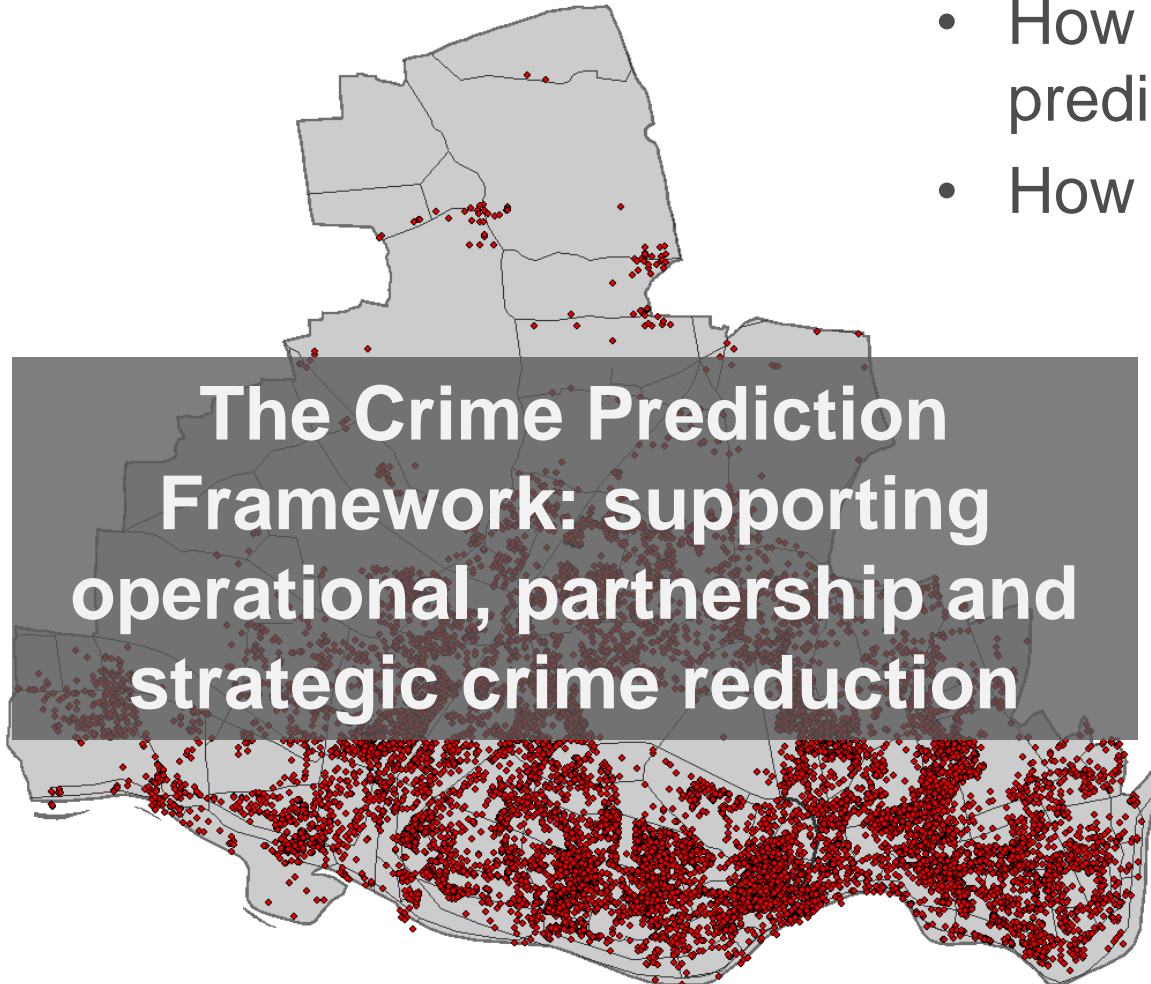 • How
predi
• How
The Crime Prediction
Framework: supporting
operational, partnership and
strategic crime reduction